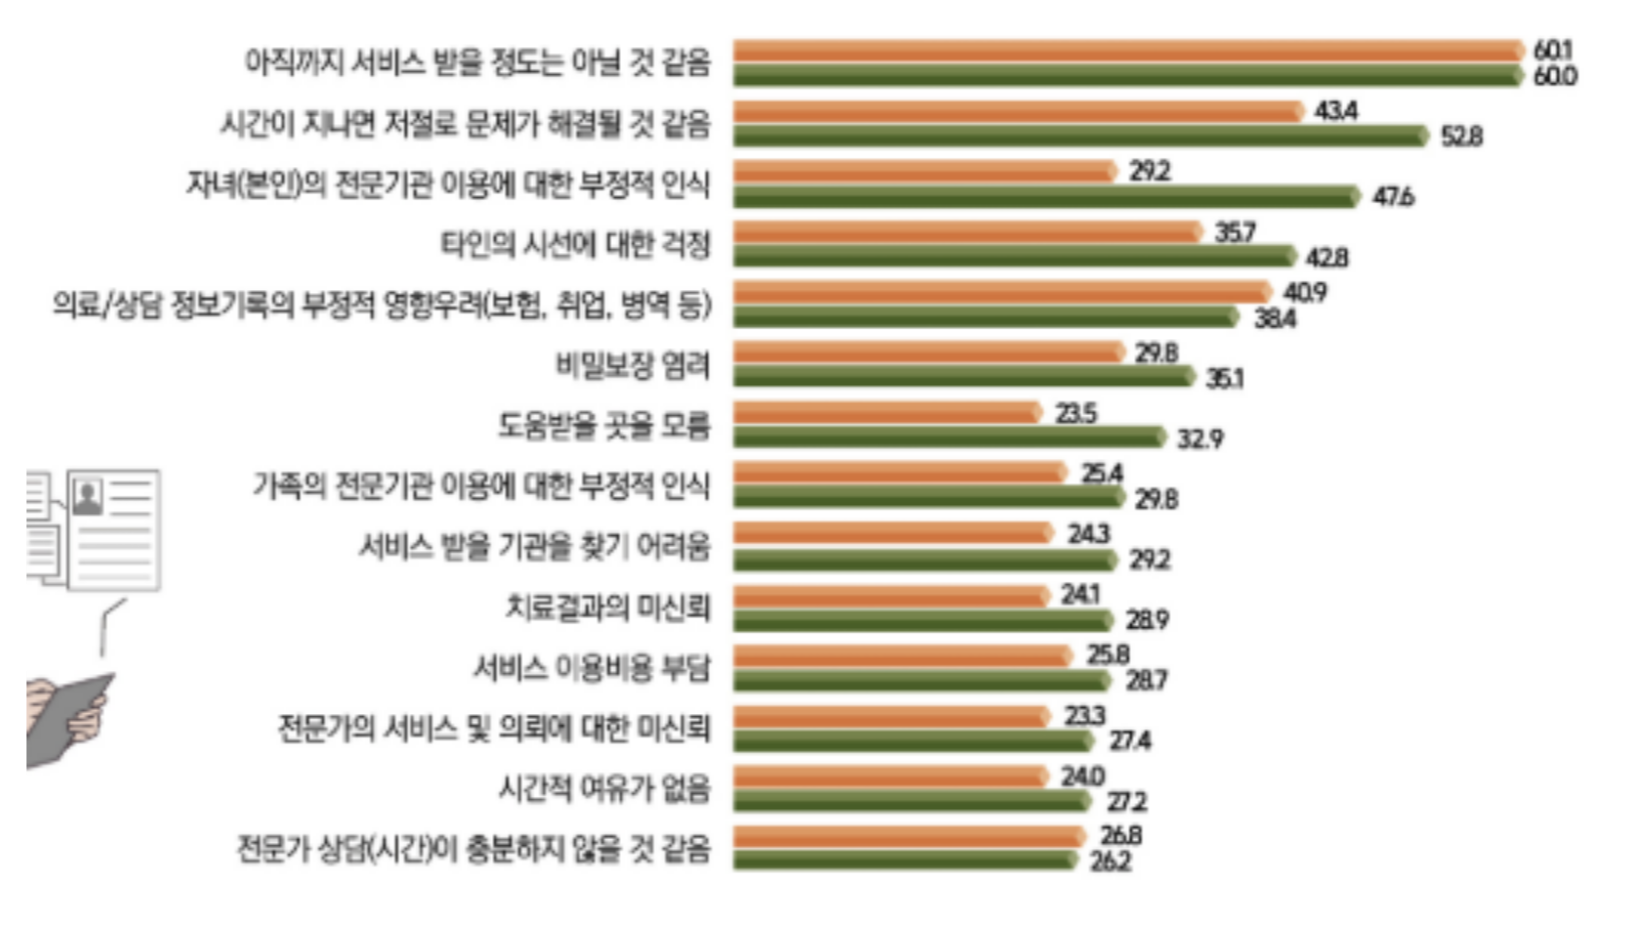 아직까지 서비스 받을 정도는 아닐 것 같음 60.1
60.0
시간이 지나면 저절로 문제가 해결될 것 같음 43.4
52.8
자녀(본인)의 전문기관 이용에 대한 부정적 인식 29.2
47.6
타인의 시선에 대한 걱정 35.7
42.8
의료/상담 정보기록의 부정적 영향우려(보험, 취업, 병역 등) 40.9
38.4
비밀보장 염려 29.8
35.1
도움받을 곳을 모름 23.5
32.9
가족의 전문기관 이용에 대한 부정적 인식 25.4
29.8
서비스 받을 기관을 찾기 어려움 24.3
29.2
치료결과의 미신뢰 24.1
28.9
서비스 이용비용 부담 25.8
28.7
전문가의 서비스 및 의뢰에 대한 미신뢰 23.3
27.4
시간적 여유가 없음 24.0
27.2
전문가 상담(시간)이 충분하지 않을 것 같음 26.8
26.2